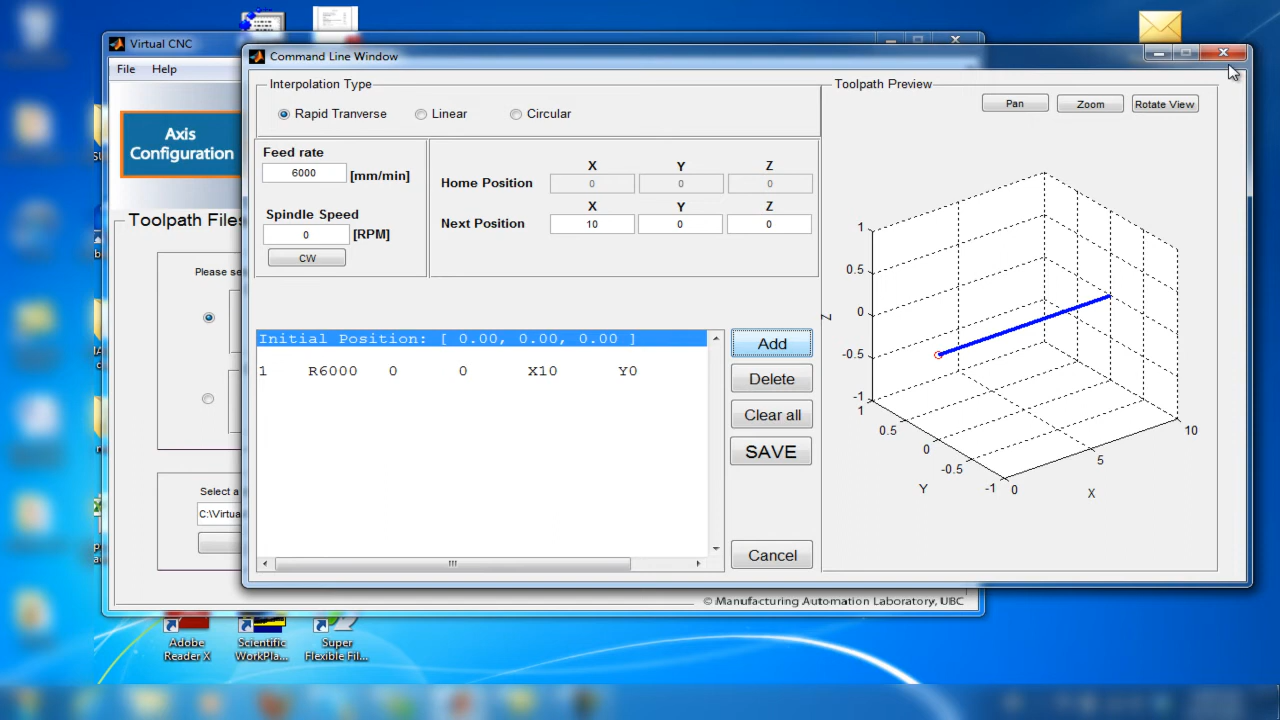 Virtual CNC
File Help
Axis
Configuration
Toolpath Files
Please se
Select a
C:\Virtua
© Manufacturing Automation Laboratory, UBC
Command Line Window
Interpolation Type
Rapid Tranverse Linear Circular
Feed rate
6000 [mm/min]
Spindle Speed
0 [RPM]
CW
X Y Z
Home Position 0 0 0
X Y Z
Next Position 10 0 0
Initial Position: [ 0.00, 0.00, 0.00 ]
1 R6000 0 0 X10 Y0
Add
Delete
Clear all
SAVE
Cancel
Toolpath Preview
Pan Zoom Rotate View
1
0.5
0
-0.5
-1
Z
1
0.5
0
-0.5
-1
Y
0
5
10
X
Adobe
Reader X
Scientific
WorkPla...
Super
Flexible Fil...